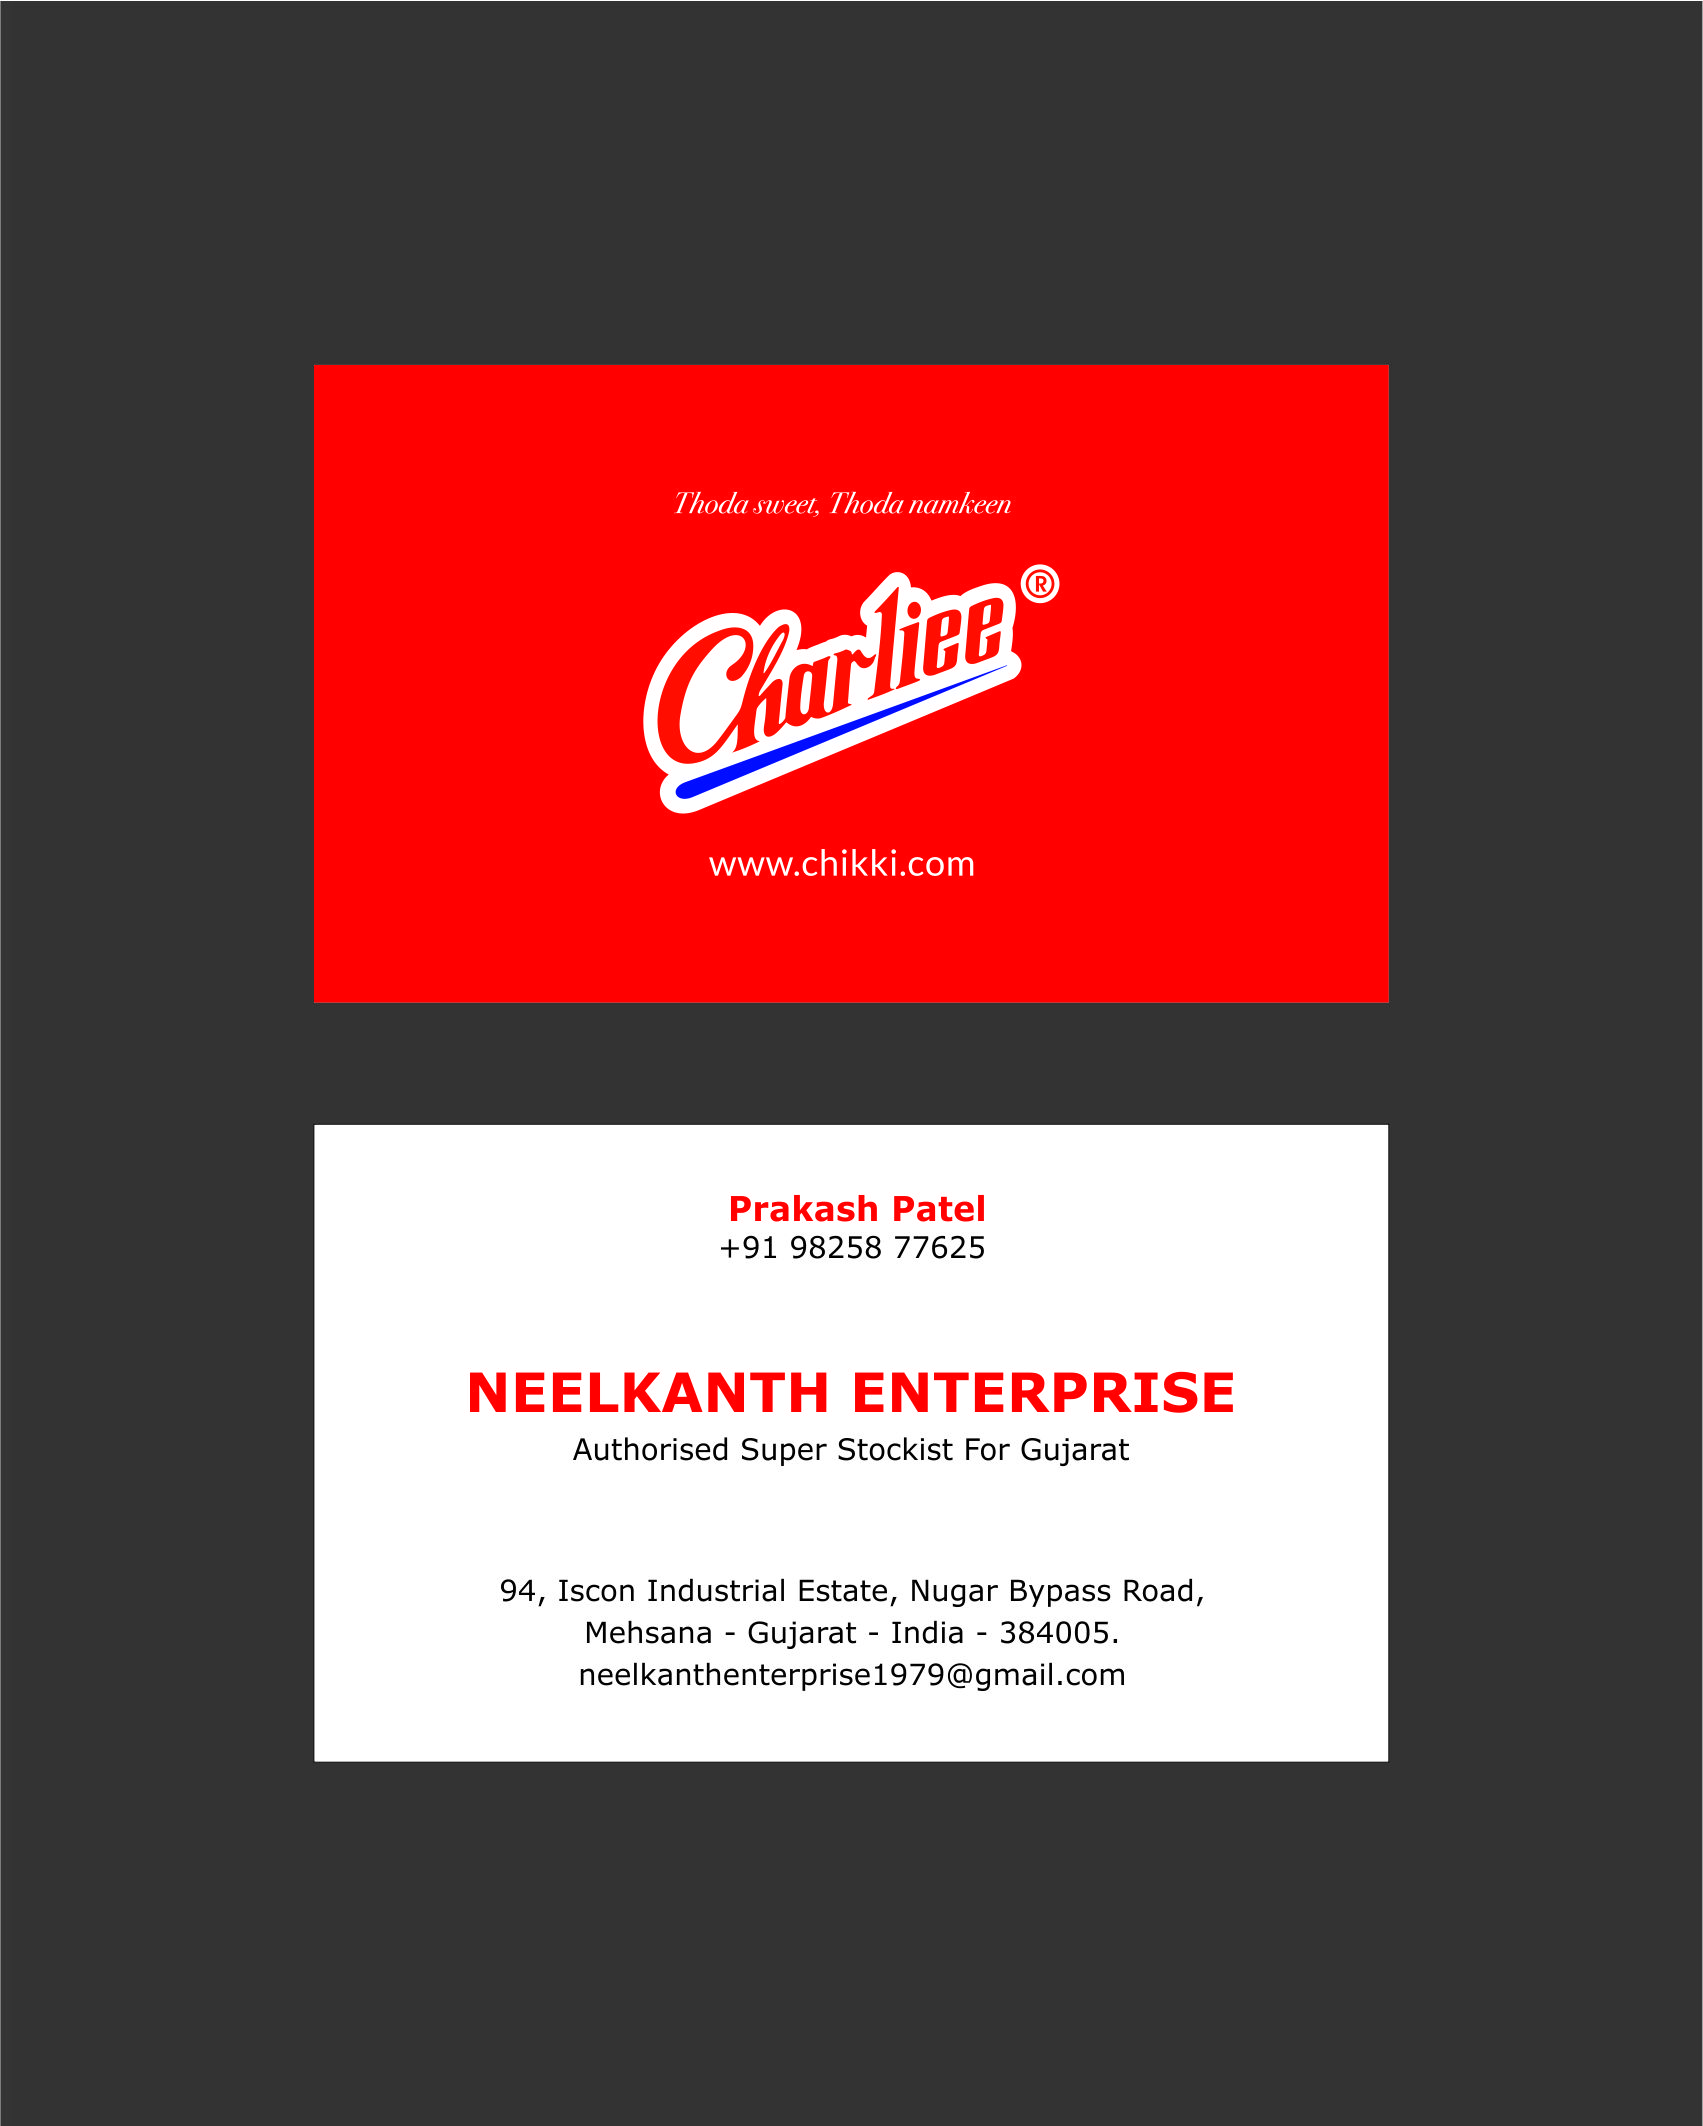 Thoda sweet, Thoda namkeen
Charliee®
www.chikki.com
Prakash Patel
+91 98258 77625
NEELKANTH ENTERPRISE
Authorised Super Stockist For Gujarat
94, Iscon Industrial Estate, Nugar Bypass Road,
Mehsana - Gujarat - India - 384005.
neelkanthenterprise1979@gmail.com